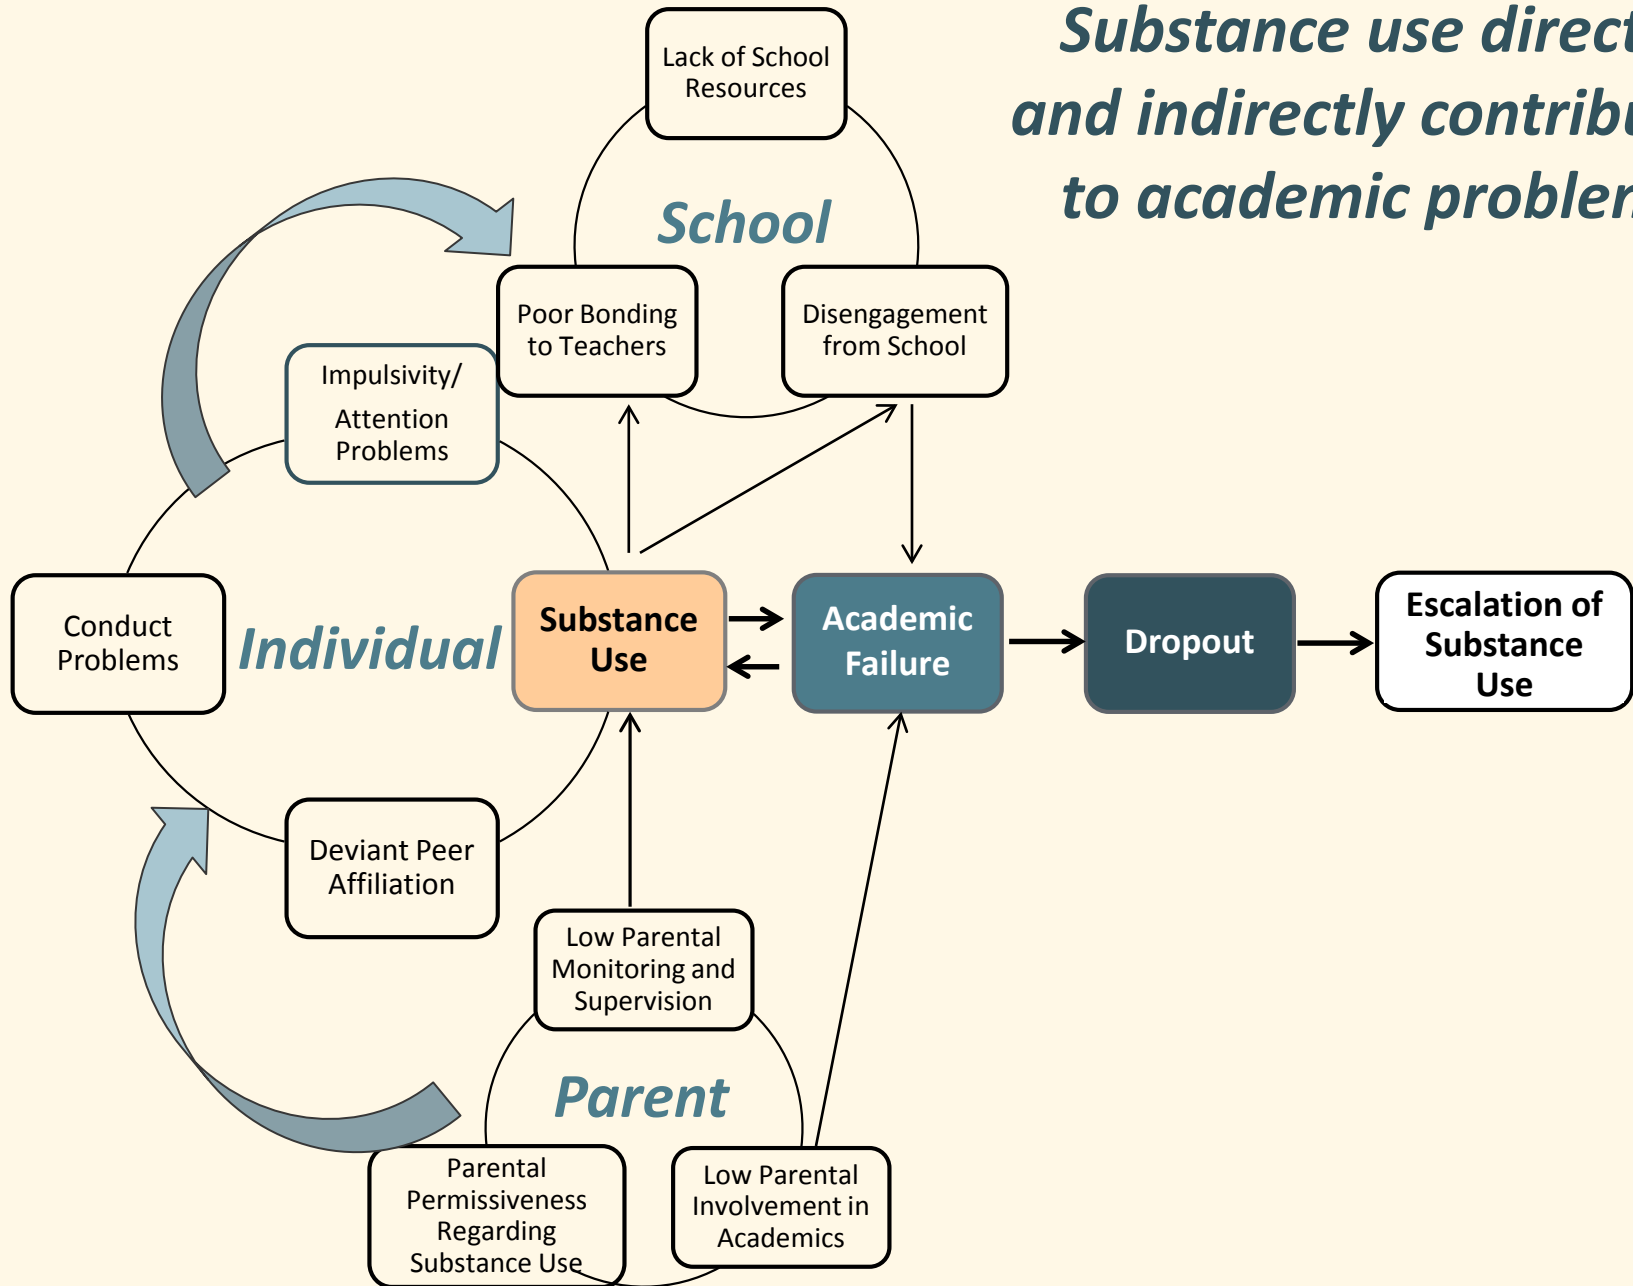 Substance use direct
and indirectly contribu
to academic problem
Lack of School
Resources
School
Poor Bonding
to Teachers
Disengagement
from School
Impulsivity/
Attention
Problems
Conduct
Problems
Individual
Substance
Use
Academic
Failure
Dropout
Escalation of
Substance
Use
Deviant Peer
Affiliation
Low Parental
Monitoring and
Supervision
Parent
Parental
Permissiveness
Regarding
Substance Use
Low Parental
Involvement in
Academics